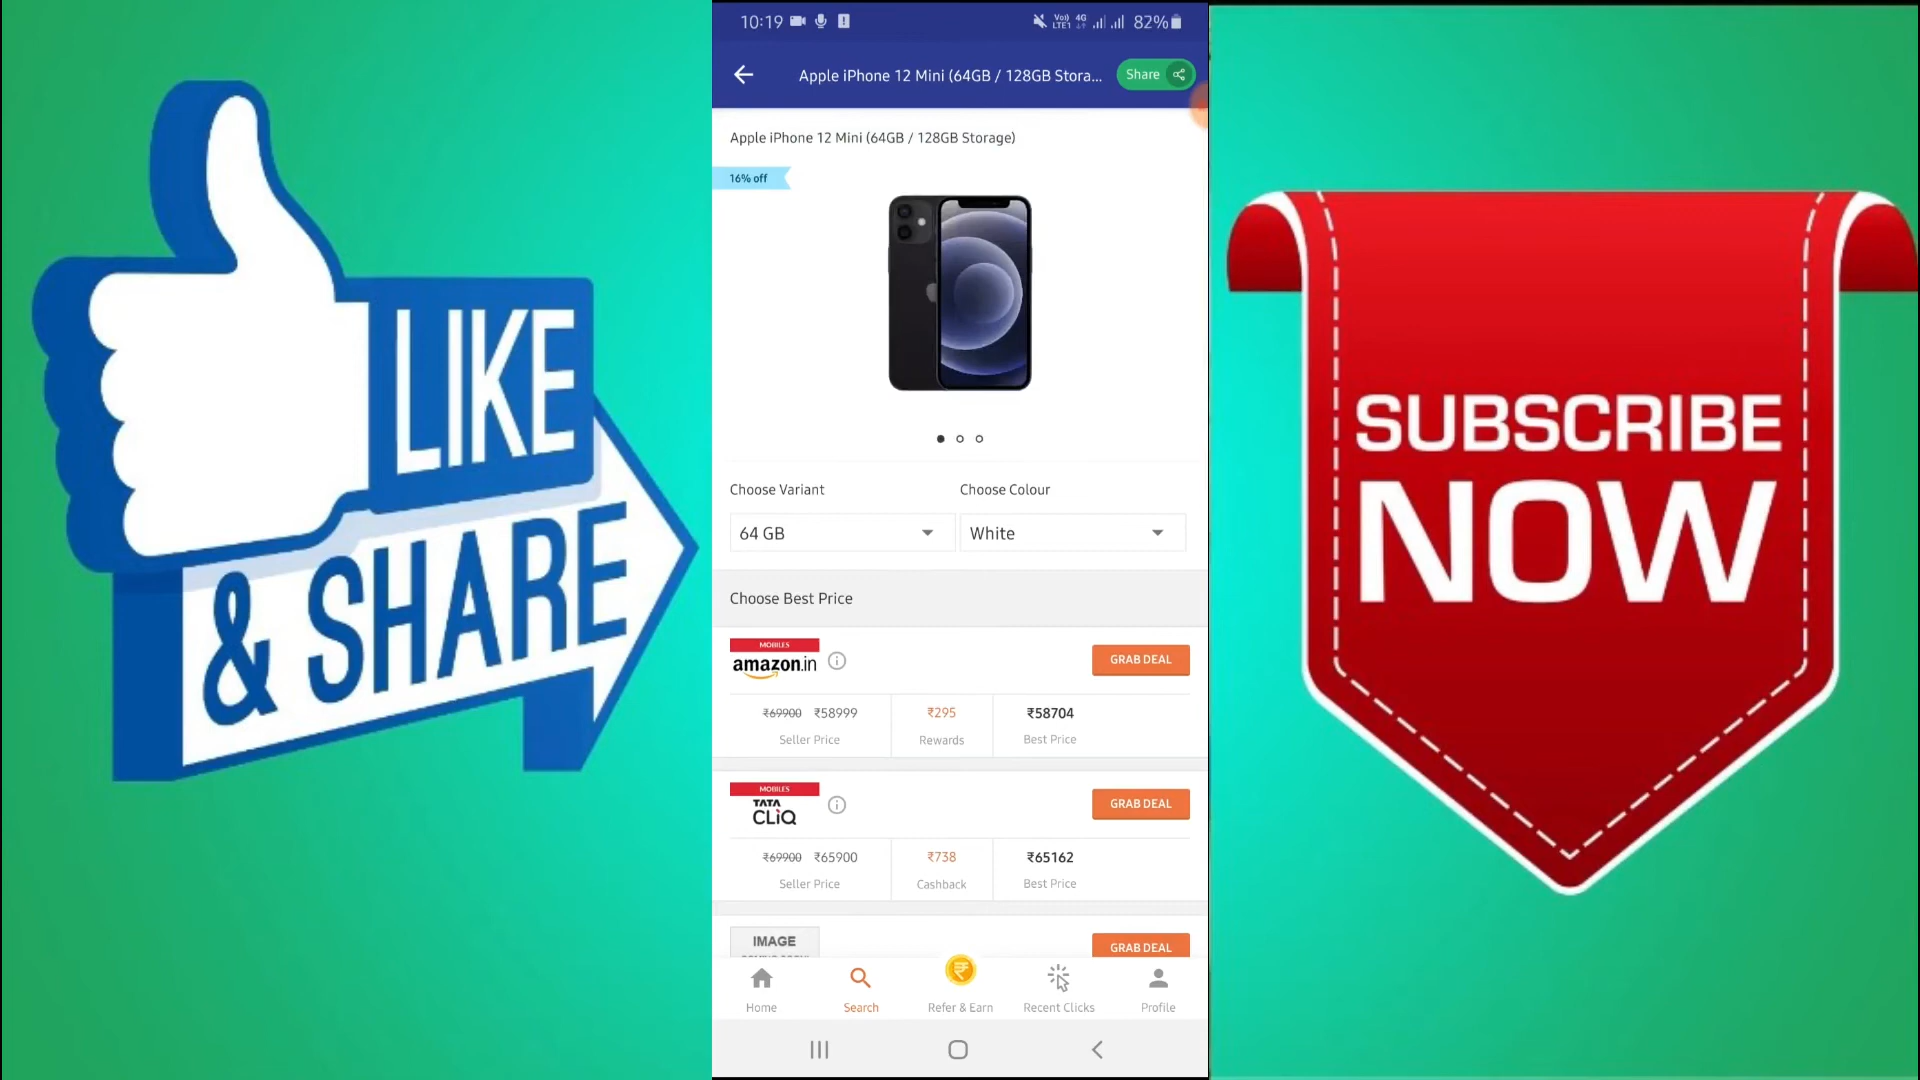 LIKE
& SHARE
10:19
Vo)) LTE1 4G 82%
Apple iPhone 12 Mini (64GB / 128GB Stora...
Share
Apple iPhone 12 Mini (64GB / 128GB Storage)
16% off
Choose Variant
Choose Colour
64 GB
White
Choose Best Price
MOBILES
amazon.in
GRAB DEAL
₹69900 ₹58999
₹295
₹58704
Seller Price
Rewards
Best Price
MOBILES
TATA
CLiQ
GRAB DEAL
₹69900 ₹65900
₹738
₹65162
Seller Price
Cashback
Best Price
IMAGE
GRAB DEAL
Home
Search
Refer & Earn
Recent Clicks
Profile
SUBSCRIBE
NOW